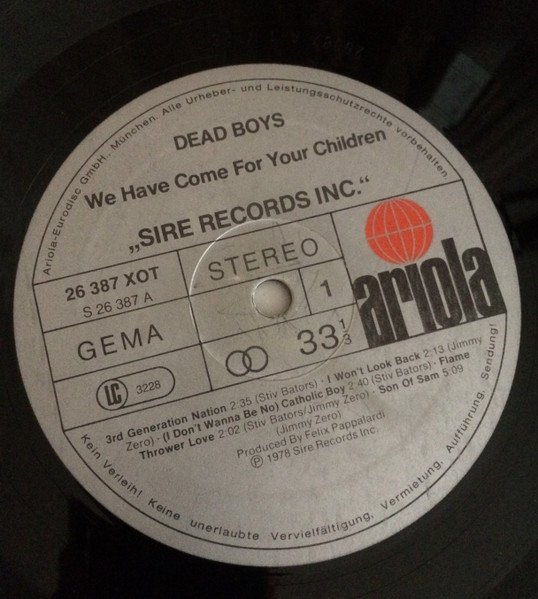 Ariola-Eurodisc GmbH., München. Alle Urheber- und Leistungsschutzrechte vorbehalten.
DEAD BOYS
We Have Come For Your Children
„SIRE RECORDS INC.“
26 387 XOT
S 26 387 A
STEREO
GEMA
1
ariola
LC 3228
33 1/3
3rd Generation Nation 2:35 (Stiv Bators) · I Won't Look Back 2:13 (Jimmy
Zero) · (I Don't Wanna Be No) Catholic Boy 2:40 (Stiv Bators) · Flame
Thrower Love 2:02 (Stiv Bators/Jimmy Zero) · Son Of Sam 5:09
(Jimmy Zero)
Produced By Felix Pappalardi
Ⓟ 1978 Sire Records Inc.
Kein Verleih! Keine unerlaubte Vervielfältigung, Vermietung, Aufführung, Sendung!